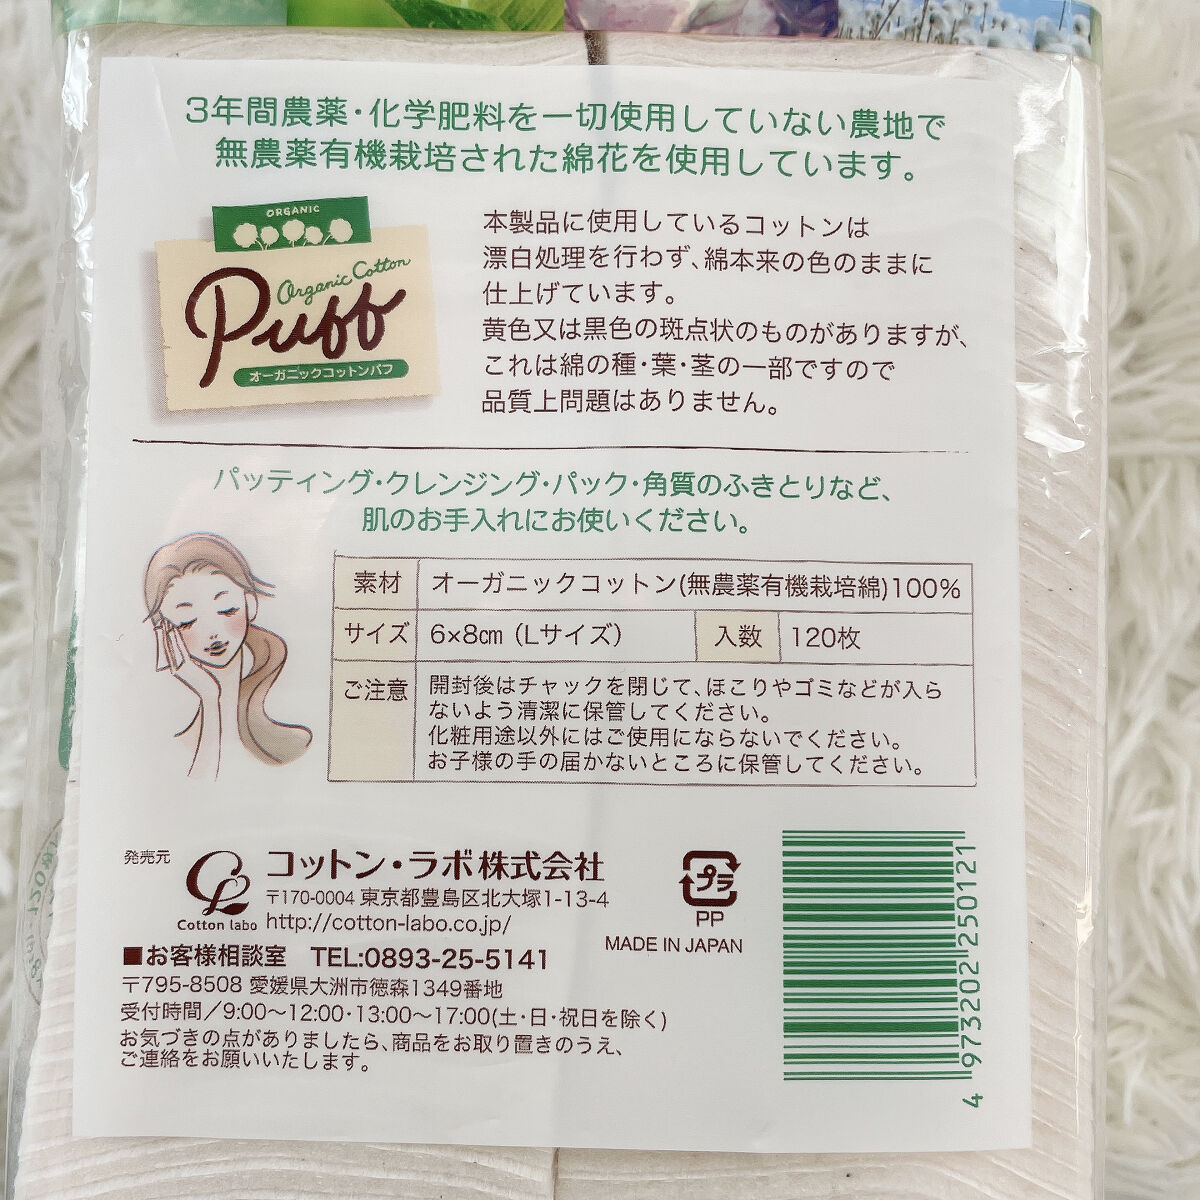 3年間農薬・化学肥料を一切使用していない農地で
無農薬有機栽培された綿花を使用しています。
ORGANIC
Organic Cotton
Puff
オーガニックコットンパフ
本製品に使用しているコットンは
漂白処理を行わず、綿本来の色のままに
仕上げています。
黄色又は黒色の斑点状のものがありますが、
これは綿の種・葉・茎の一部ですので
品質上問題はありません。
パッティング・クレンジング・パック・角質のふきとりなど、
肌のお手入れにお使いください。
素材 オーガニックコットン(無農薬有機栽培綿)100%
サイズ 6×8㎝（Lサイズ） 入数 120枚
ご注意 開封後はチャックを閉じて、ほこりやゴミなどが入ら
ないよう清潔に保管してください。
化粧用途以外にはご使用にならないでください。
お子様の手の届かないところに保管してください。
発売元 コットン・ラボ株式会社
〒170-0004 東京都豊島区北大塚1-13-4
Cotton labo http://cotton-labo.co.jp/
プラ
PP
MADE IN JAPAN
■お客様相談室 TEL:0893-25-5141
〒795-8508 愛媛県大洲市徳森1349番地
受付時間／9:00〜12:00・13:00〜17:00(土・日・祝日を除く)
お気づきの点がありましたら、商品をお取り置きのうえ、
ご連絡をお願いいたします。
4 973202 250121